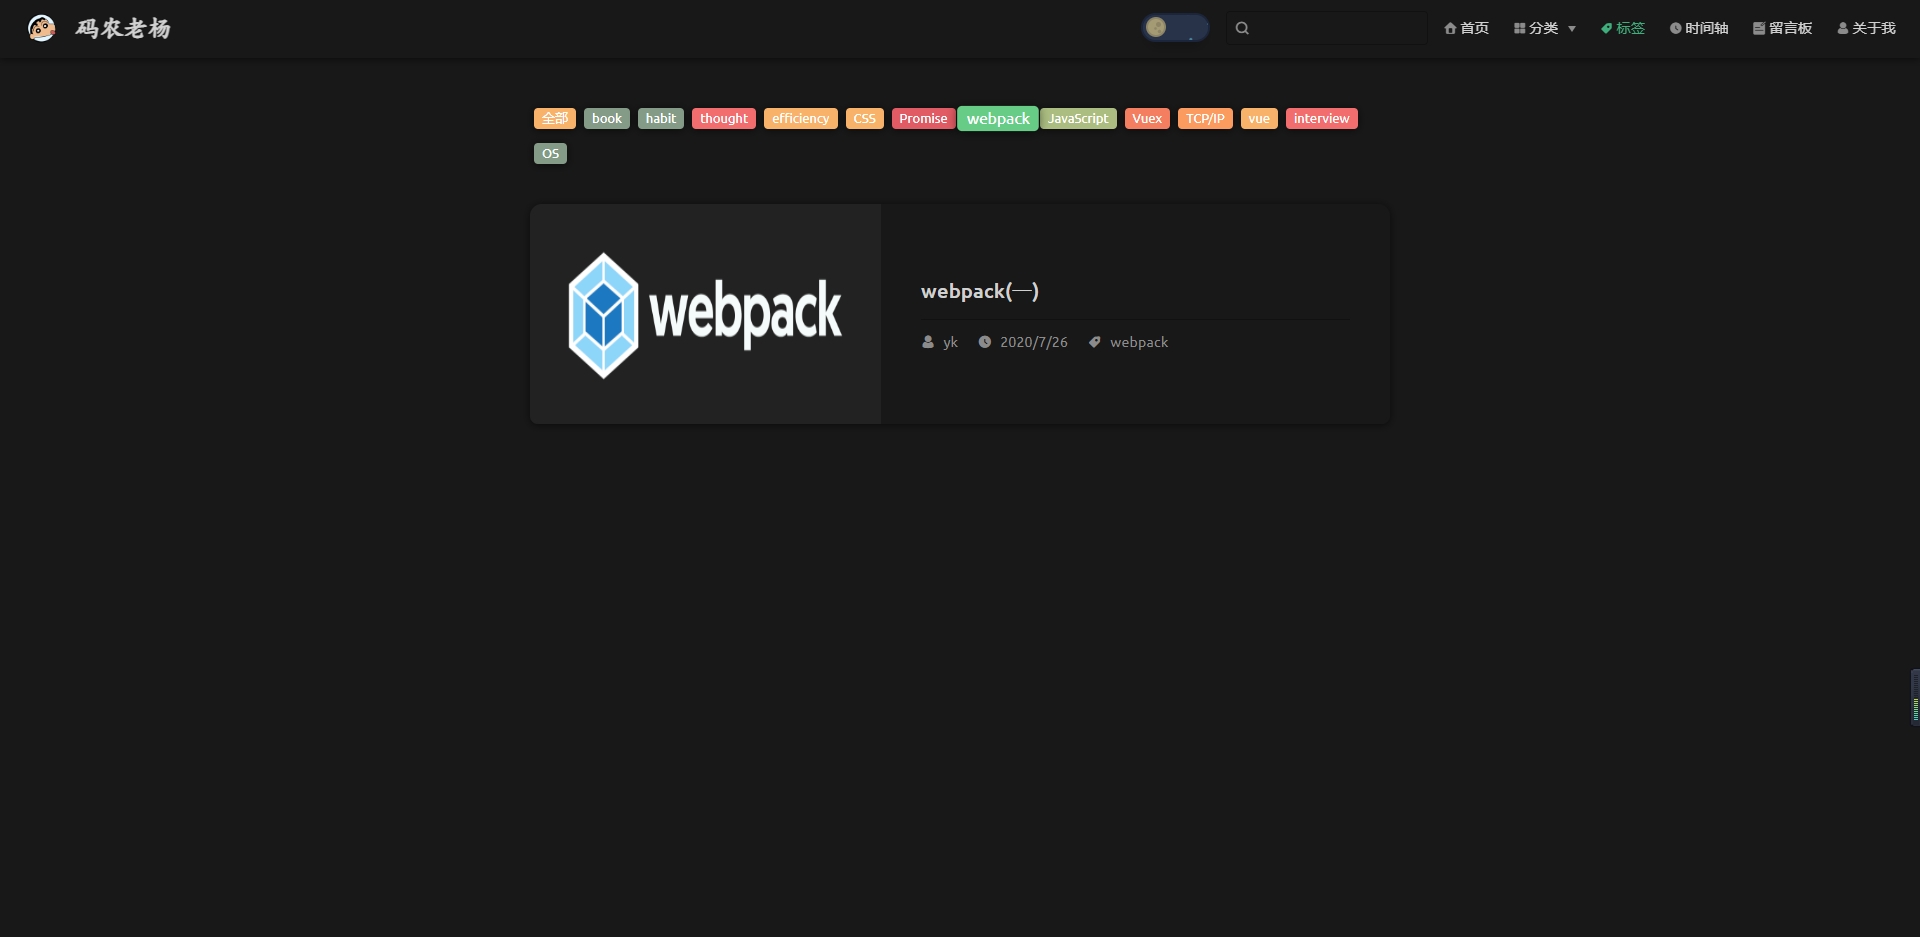 码农老杨 首页 分类 标签 时间轴 留言板 关于我
全部 book habit thought efficiency CSS Promise webpack JavaScript Vuex TCP/IP vue interview
OS
webpack
webpack(一)
yk 2020/7/26 webpack